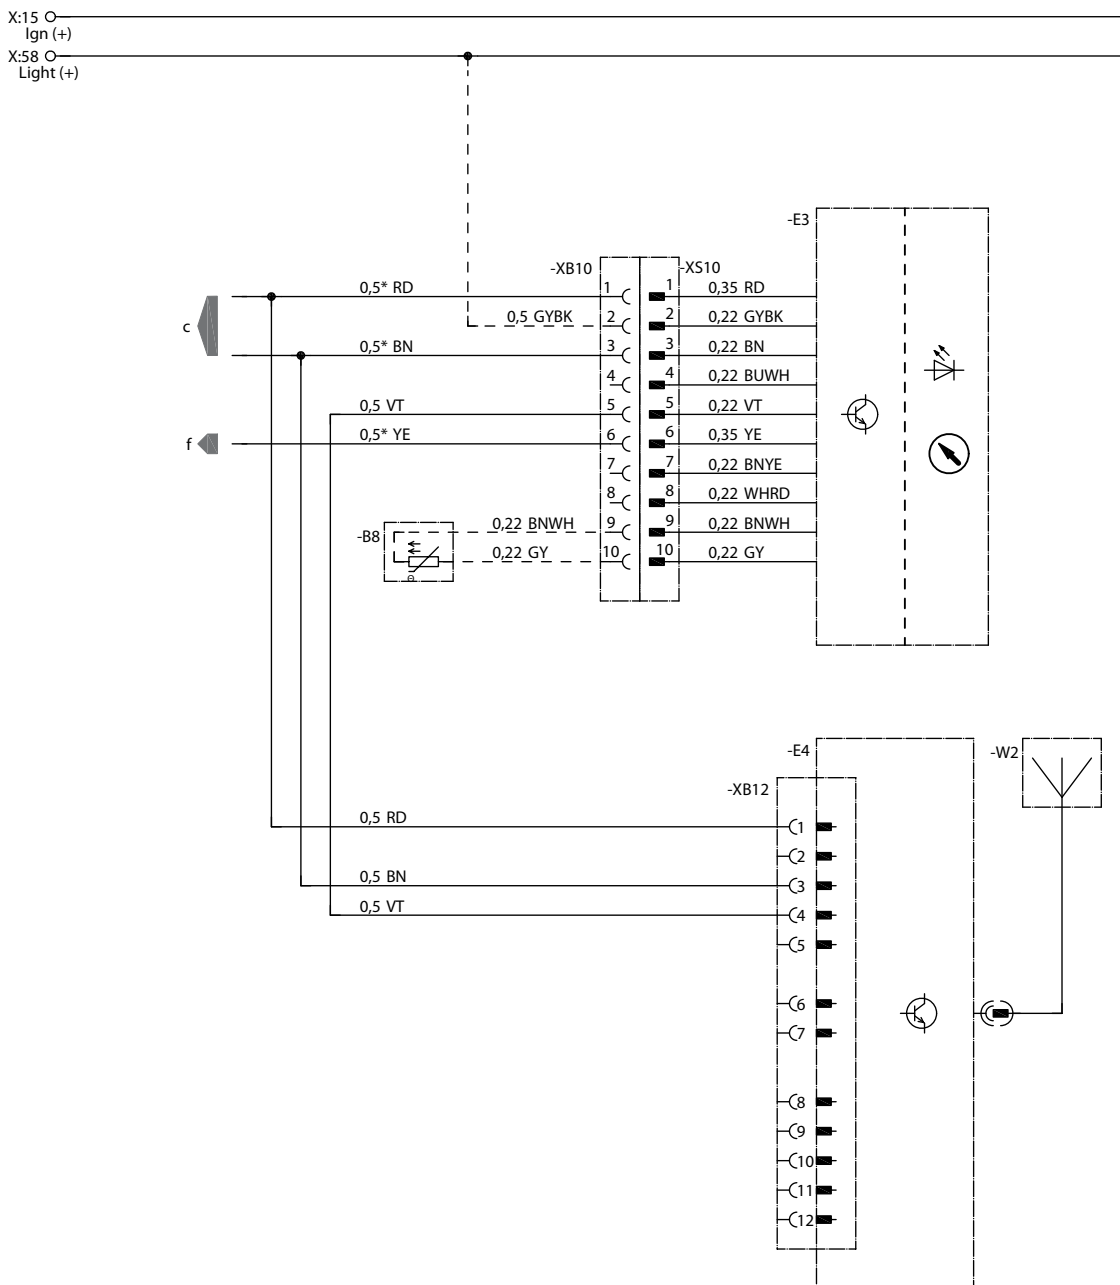 X:15
Ign (+)
X:58
Light (+)
-E3
-XB10 -XS10
0,5* RD 1 1 0,35 RD
c 0,5 GYBK 2 2 0,22 GYBK
0,5* BN 3 3 0,22 BN
4 4 0,22 BUWH
0,5 VT 5 5 0,22 VT
f 0,5* YE 6 6 0,35 YE
7 7 0,22 BNYE
8 8 0,22 WHRD
-B8 0,22 BNWH 9 9 0,22 BNWH
0,22 GY 10 10 0,22 GY
Θ
-E4 -W2
-XB12
0,5 RD 1
2
0,5 BN 3
0,5 VT 4
5
6
7
8
9
10
11
12